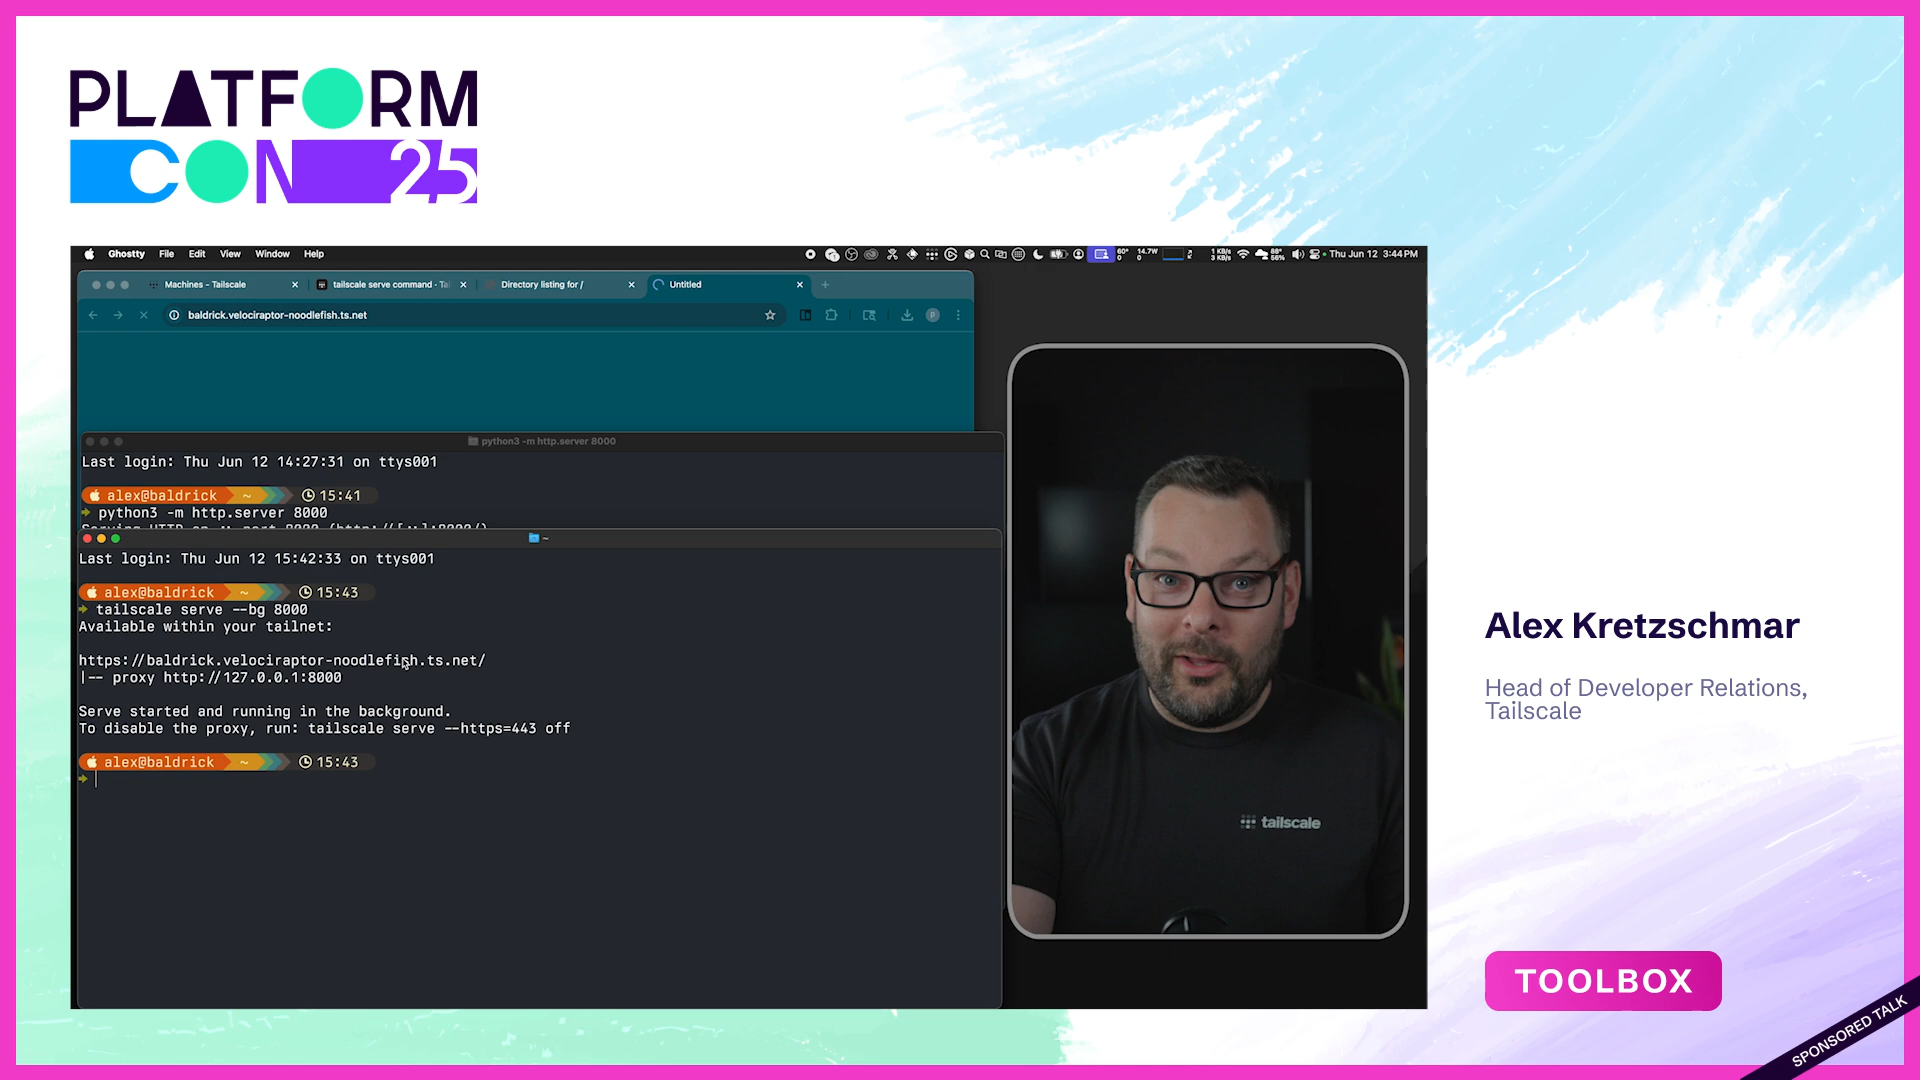 PLATFORM
CON 25
Ghostty File Edit View Window Help
Thu Jun 12 3:44 PM
Machines - Tailscale
tailscale serve command · Tai
Directory listing for /
Untitled
baldrick.velociraptor-noodlefish.ts.net
python3 -m http.server 8000
Last login: Thu Jun 12 14:27:31 on ttys001
alex@baldrick ~ 15:41
python3 -m http.server 8000
~
Last login: Thu Jun 12 15:42:33 on ttys001
alex@baldrick ~ 15:43
tailscale serve --bg 8000
Available within your tailnet:
https://baldrick.velociraptor-noodlefish.ts.net/
|-- proxy http://127.0.0.1:8000
Serve started and running in the background.
To disable the proxy, run: tailscale serve --https=443 off
alex@baldrick ~ 15:43
tailscale
Alex Kretzschmar
Head of Developer Relations,
Tailscale
TOOLBOX
SPONSORED TALK